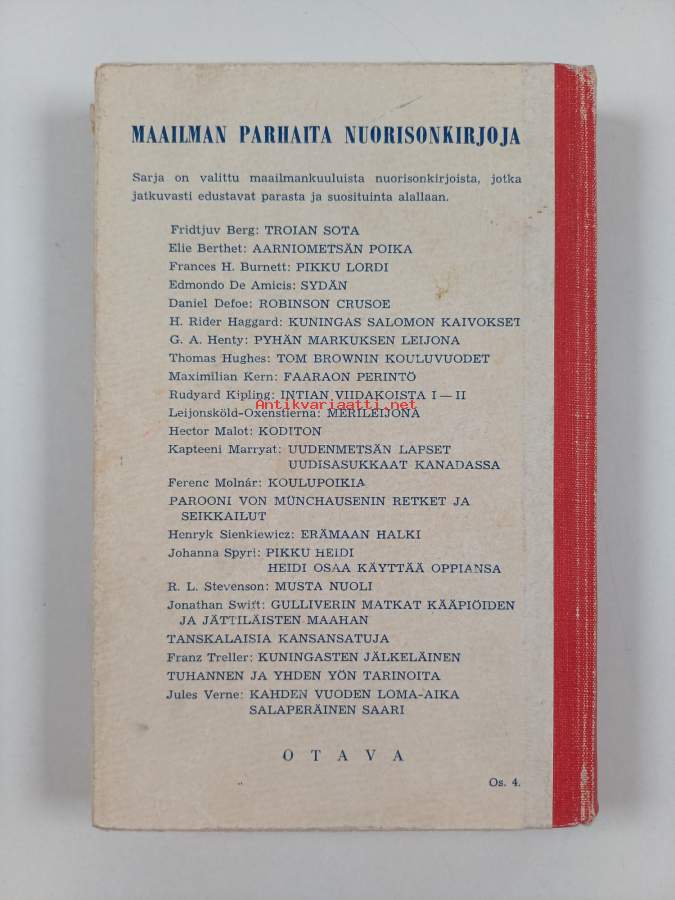 MAAILMAN PARHAITA NUORISONKIRJOJA
Sarja on valittu maailmankuuluista nuorisonkirjoista, jotka
jatkuvasti edustavat parasta ja suosituinta alallaan.
Fridtjuv Berg: TROIAN SOTA
Elie Berthet: AARNIOMETSÄN POIKA
Frances H. Burnett: PIKKU LORDI
Edmondo De Amicis: SYDÄN
Daniel Defoe: ROBINSON CRUSOE
H. Rider Haggard: KUNINGAS SALOMON KAIVOKSET
G. A. Henty: PYHÄN MARKUKSEN LEIJONA
Thomas Hughes: TOM BROWNIN KOULUVUODET
Maximilian Kern: FAARAON PERINTÖ
Rudyard Kipling: INTIAN VIIDAKOISTA I — II
Antikvariaatti.net
Leijonsköld-Oxenstierna: MERILEIJONA
Hector Malot: KODITON
Kapteeni Marryat: UUDENMETSÄN LAPSET
UUDISASUKKAAT KANADASSA
Ferenc Molnár: KOULUPOIKIA
PAROONI VON MÜNCHAUSENIN RETKET JA
SEIKKAILUT
Henryk Sienkiewicz: ERÄMAAN HALKI
Johanna Spyri: PIKKU HEIDI
HEIDI OSAA KÄYTTÄÄ OPPIANSA
R. L. Stevenson: MUSTA NUOLI
Jonathan Swift: GULLIVERIN MATKAT KÄÄPIÖIDEN
JA JÄTTILÄISTEN MAAHAN
TANSKALAISIA KANSANSATUJA
Franz Treller: KUNINGASTEN JÄLKELÄINEN
TUHANNEN JA YHDEN YÖN TARINOITA
Jules Verne: KAHDEN VUODEN LOMA-AIKA
SALAPERÄINEN SAARI
OTAVA
Os. 4.